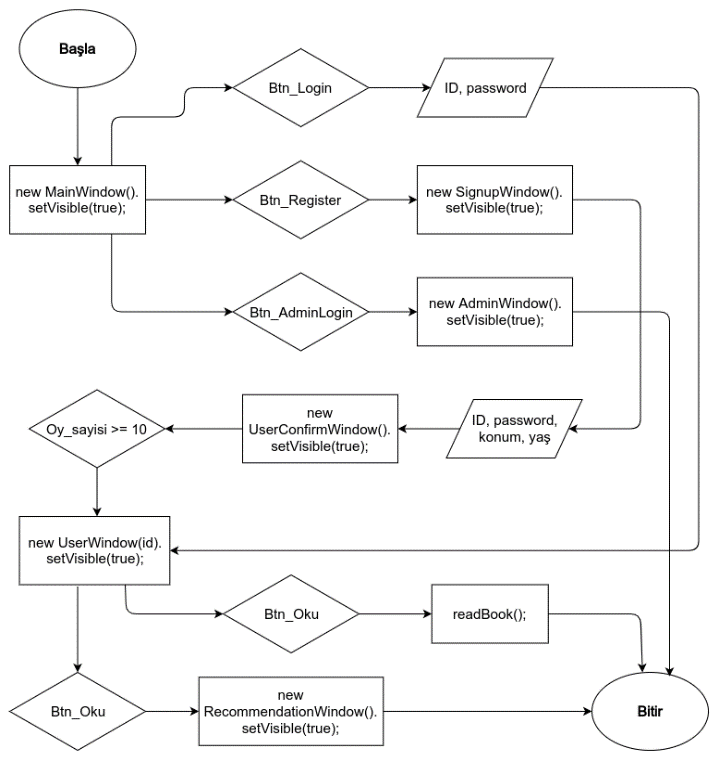 Başla
Btn_Login
ID, password
new MainWindow().
setVisible(true);
Btn_Register
new SignupWindow().
setVisible(true);
Btn_AdminLogin
new AdminWindow().
setVisible(true);
Oy_sayisi >= 10
new
UserConfirmWindow().
setVisible(true);
ID, password,
konum, yaş
new UserWindow(id).
setVisible(true);
Btn_Oku
readBook();
Btn_Oku
new
RecommendationWindow().
setVisible(true);
Bitir